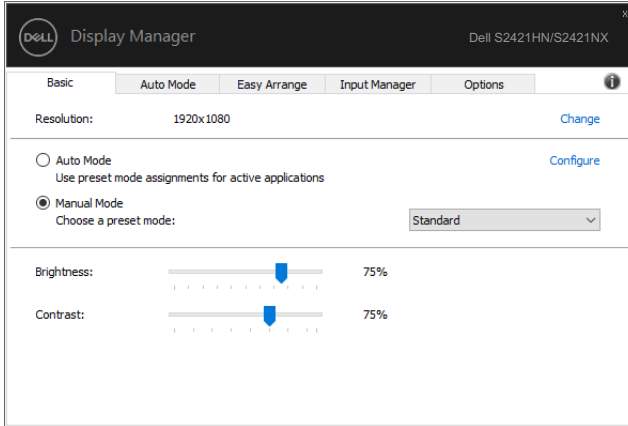 DELL Display Manager Dell S2421HN/S2421NX
Basic Auto Mode Easy Arrange Input Manager Options
Resolution: 1920x1080 Change
Auto Mode Configure
Use preset mode assignments for active applications
Manual Mode
Choose a preset mode: Standard
Brightness: 75%
Contrast: 75%